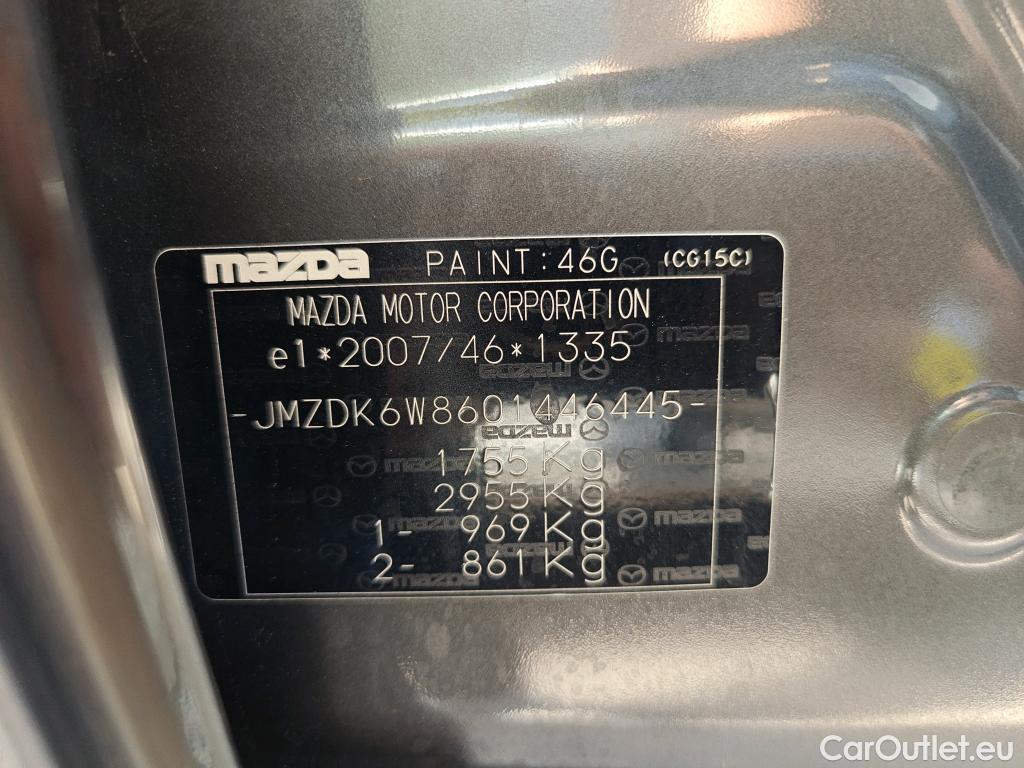 mazda PAINT: 46G (CG15C)
MAZDA MOTOR CORPORATION
e1*2007/46*1335
-JMZDK6W8601446445-
1755 Kg
2955 Kg
1- 969 Kg
2- 861 Kg
CarOutlet.eu